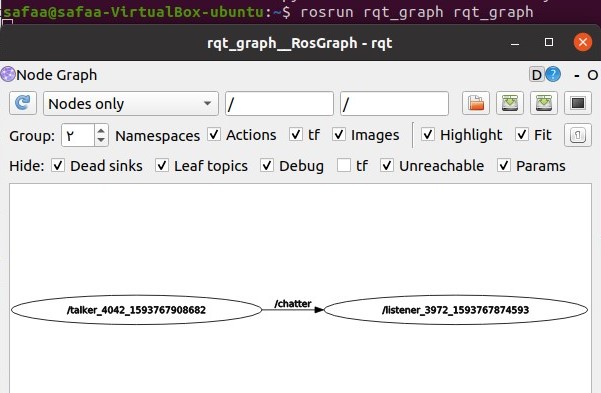 safaa@safaa-VirtualBox-ubuntu:~$ rosrun rqt_graph rqt_graph
rqt_graph__RosGraph - rqt
Node Graph D ? - O
Nodes only / /
Group: ٢ Namespaces Actions tf Images Highlight Fit
Hide: Dead sinks Leaf topics Debug tf Unreachable Params
/talker_4042_1593767908682 /chatter /listener_3972_1593767874593